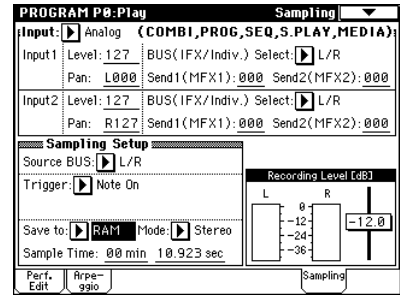 PROGRAM P0:Play Sampling
Input: Analog (COMBI,PROG,SEQ,S.PLAY,MEDIA)
Input1 Level: 127 BUS(IFX/Indiv.) Select: L/R
Pan: L000 Send1(MFX1): 000 Send2(MFX2): 000
Input2 Level: 127 BUS(IFX/Indiv.) Select: L/R
Pan: R127 Send1(MFX1): 000 Send2(MFX2): 000
Sampling Setup
Source BUS: L/R
Trigger: Note On
Save to: RAM Mode: Stereo
Sample Time: 00 min 10.923 sec
Recording Level [dB]
L R
0
-12
-24
-36
-12.0
Perf. Edit
Arpe-ggio
Sampling